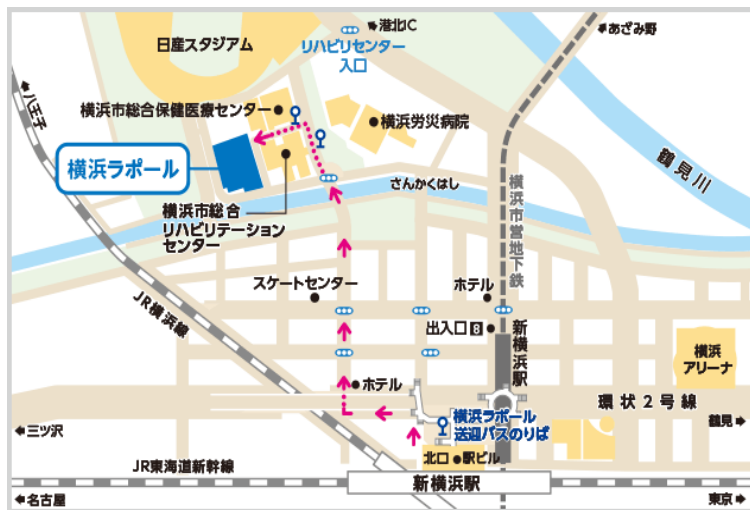 日産スタジアム
港北IC
リハビリセンター
入口
あざみ野
八王子
横浜市総合保健医療センター
横浜労災病院
横浜ラポール
鶴見川
さんかくはし
横浜市営地下鉄
横浜市総合
リハビリテーション
センター
スケートセンター
ホテル
JR横浜線
出入口 8
新横浜駅
横浜
アリーナ
ホテル
環状2号線
横浜ラポール
送迎バスのりば
三ツ沢
鶴見
北口
駅ビル
JR東海道新幹線
新横浜駅
名古屋
東京